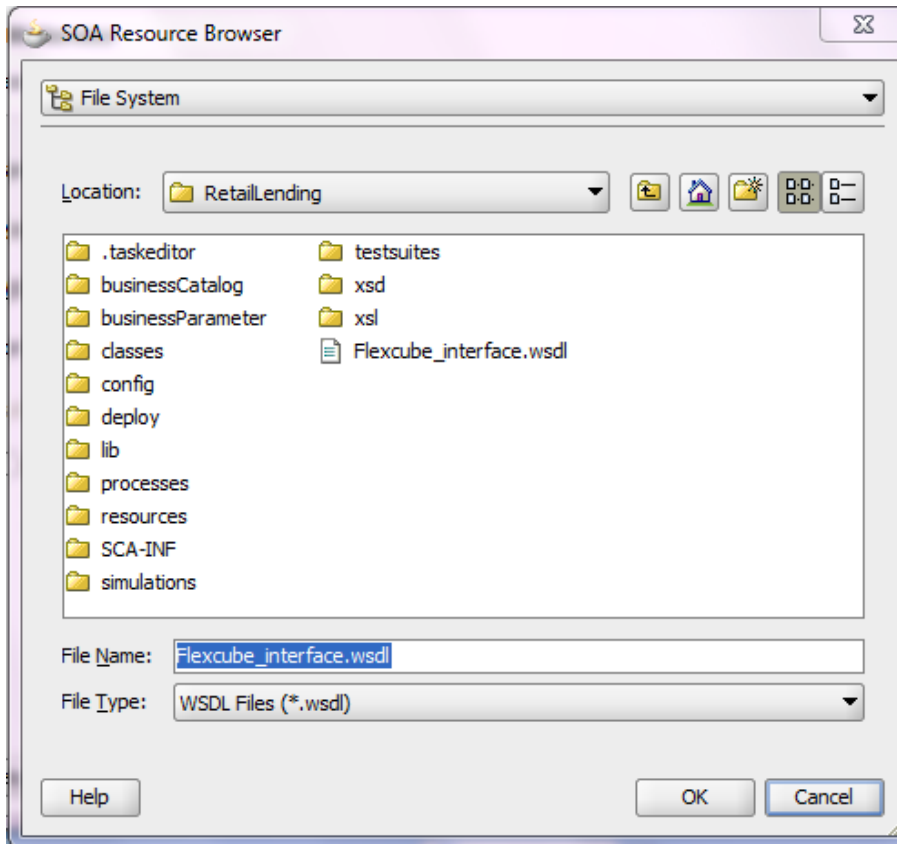 SOA Resource Browser
File System
Location: RetailLending
.taskeditor
businessCatalog
businessParameter
classes
config
deploy
lib
processes
resources
SCA-INF
simulations
testsuites
xsd
xsl
Flexcube_interface.wsdl
File Name: Flexcube_interface.wsdl
File Type: WSDL Files (*.wsdl)
Help OK Cancel